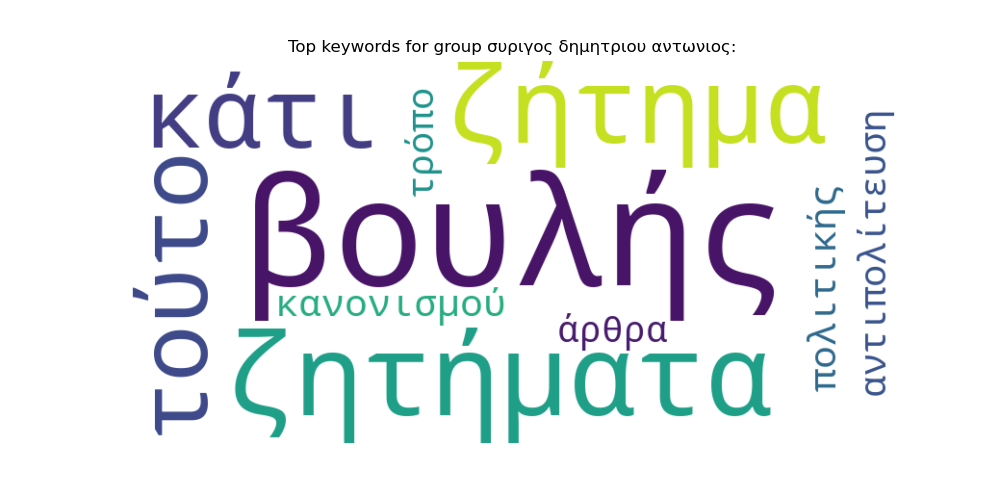 Top keywords for group συριγος δημητριου αντωνιος:
κάτι
τρόπο
ζήτημα
τούτο
βουλής
πολιτικής
αντιπολίτευση
κανονισμού
άρθρα
ζητήματα